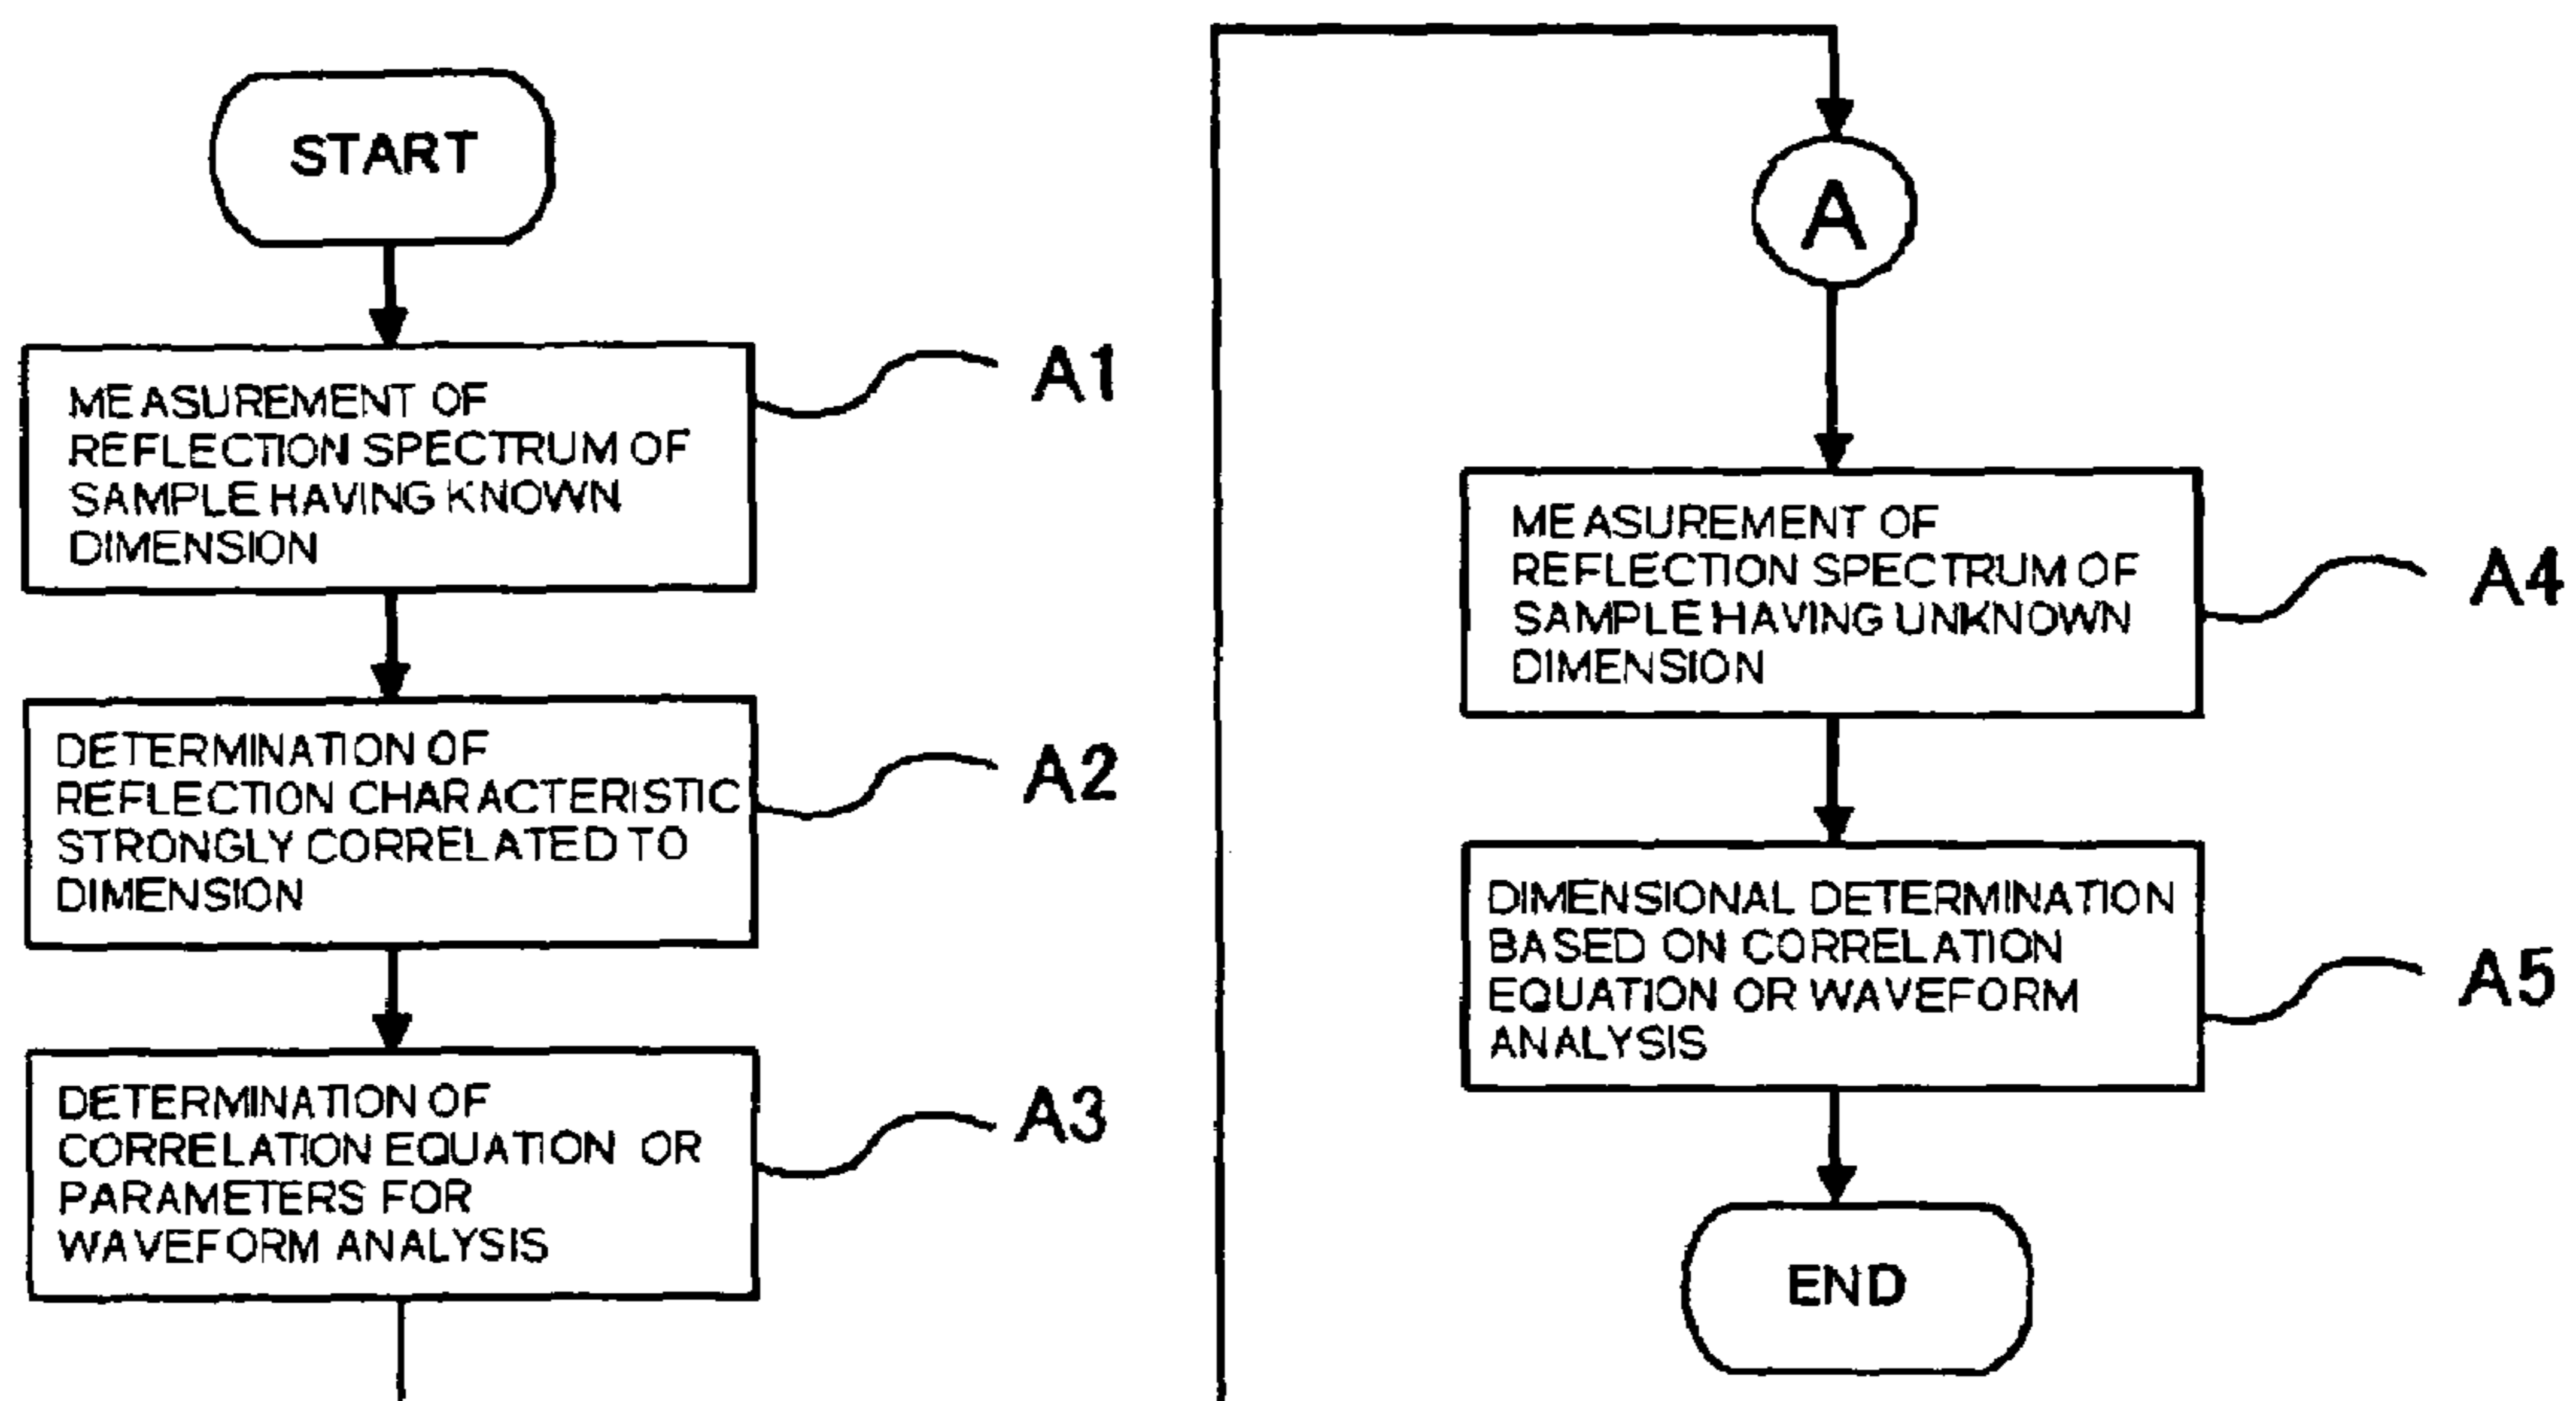 START
MEASUREMENT OF
REFLECTION SPECTRUM OF
SAMPLE HAVING KNOWN
DIMENSION
A1
DETERMINATION OF
REFLECTION CHARACTERISTIC
STRONGLY CORRELATED TO
DIMENSION
A2
DETERMINATION OF
CORRELATION EQUATION OR
PARAMETERS FOR
WAVEFORM ANALYSIS
A3
A
MEASUREMENT OF
REFLECTION SPECTRUM OF
SAMPLE HAVING UNKNOWN
DIMENSION
A4
DIMENSIONAL DETERMINATION
BASED ON CORRELATION
EQUATION OR WAVEFORM
ANALYSIS
A5
END